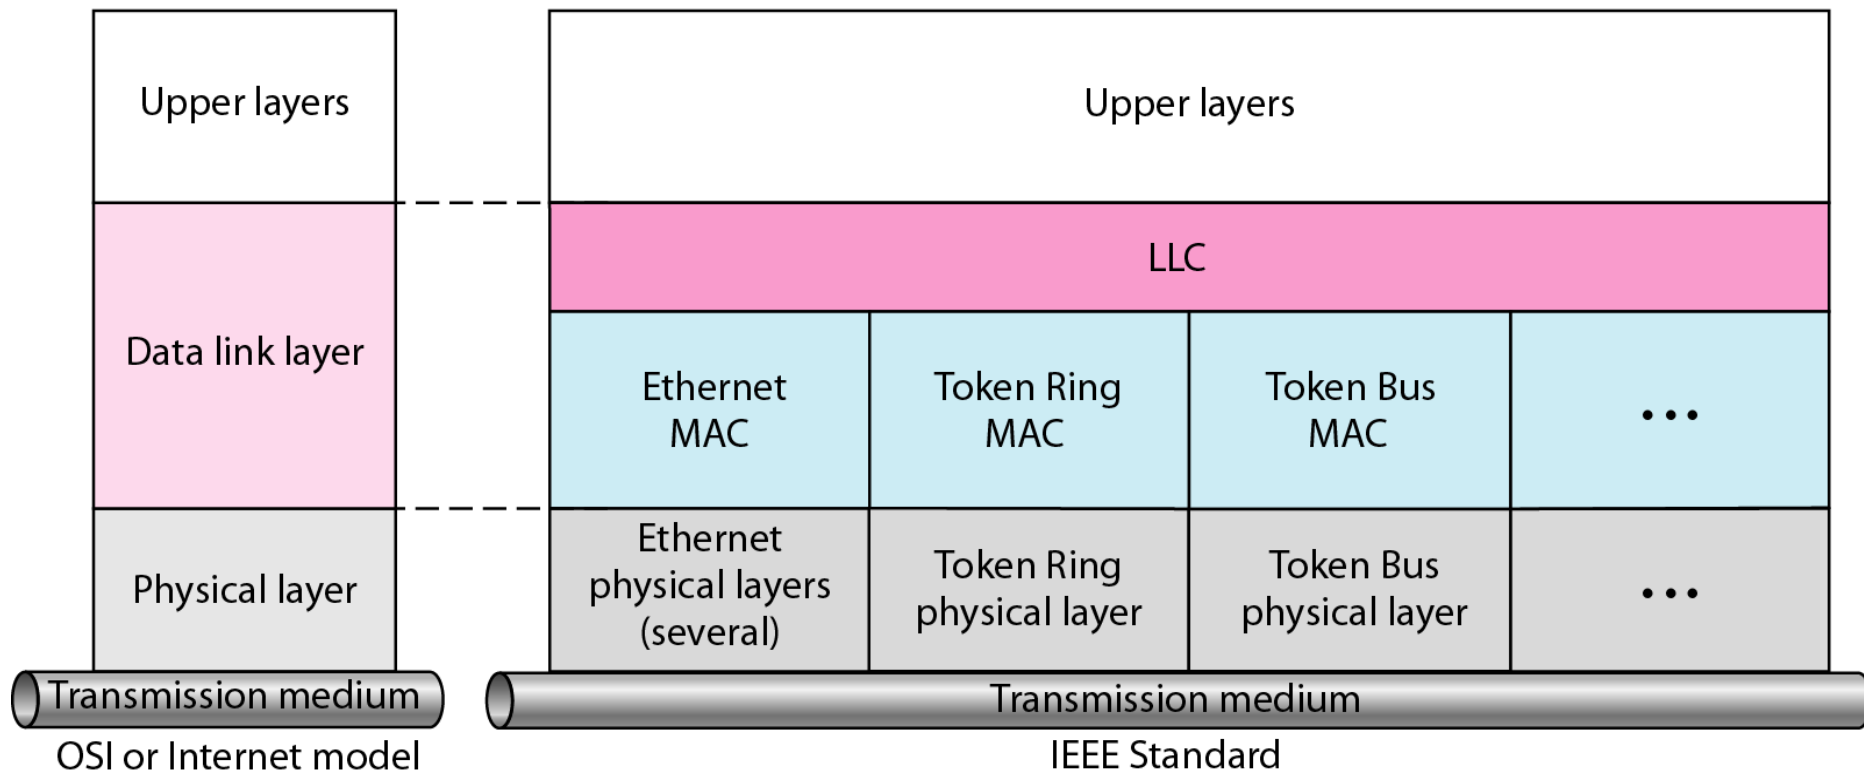 Upper layers
Data link layer
Physical layer
Transmission medium
OSI or Internet model
Upper layers
LLC
Ethernet
MAC
Token Ring
MAC
Token Bus
MAC
...
Ethernet
physical layers
(several)
Token Ring
physical layer
Token Bus
physical layer
...
Transmission medium
IEEE Standard